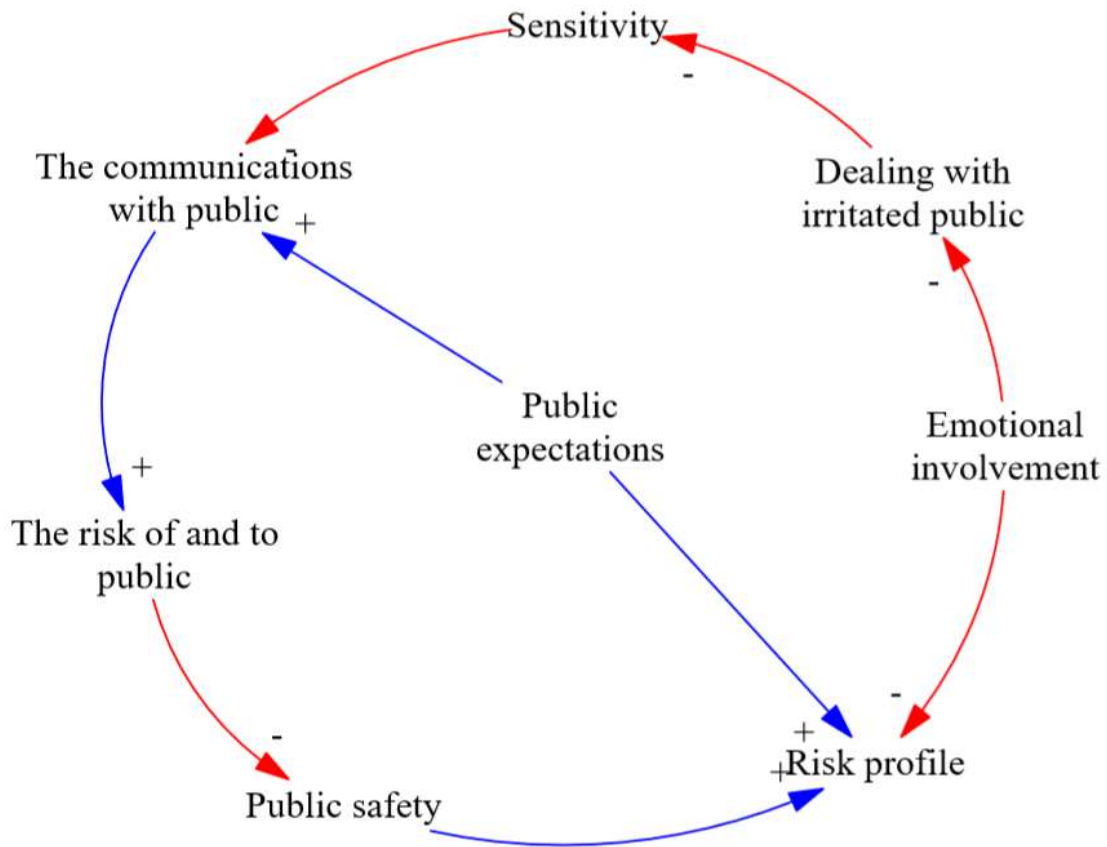 Sensitivity
-
The communications
with public
-
+
Dealing with
irritated public
-
Public
expectations
Emotional
involvement
+
The risk of and to
public
-
-
+
+
Risk profile
Public safety